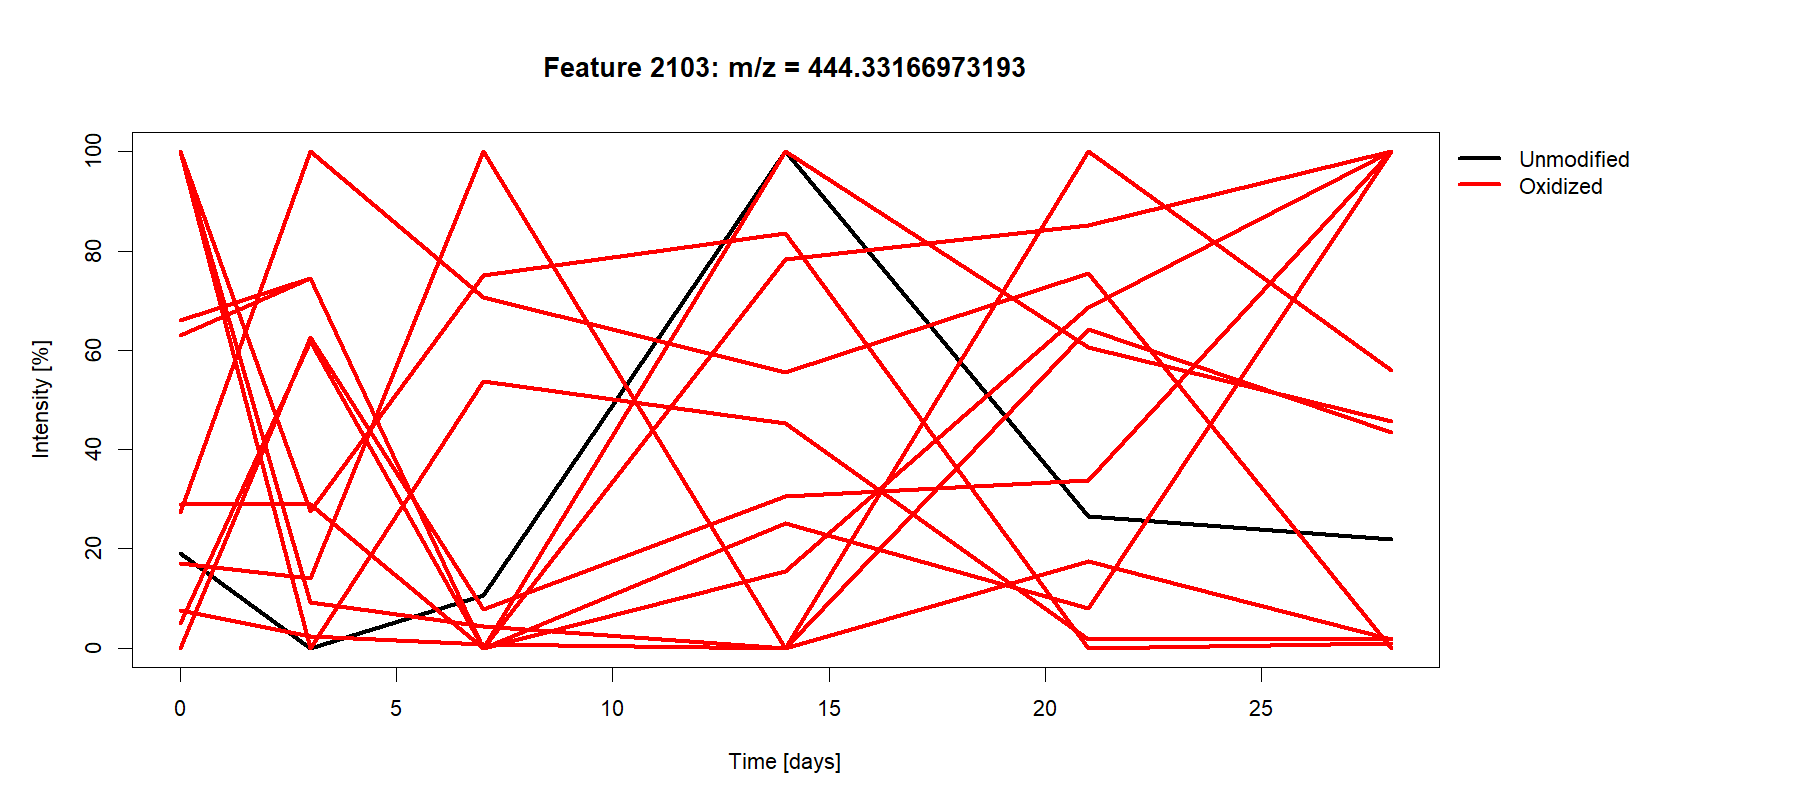 Feature 2103: m/z = 444.33166973193
Unmodified
Oxidized
Intensity [%]
100
80
60
40
20
0
0 5 10 15 20 25
Time [days]